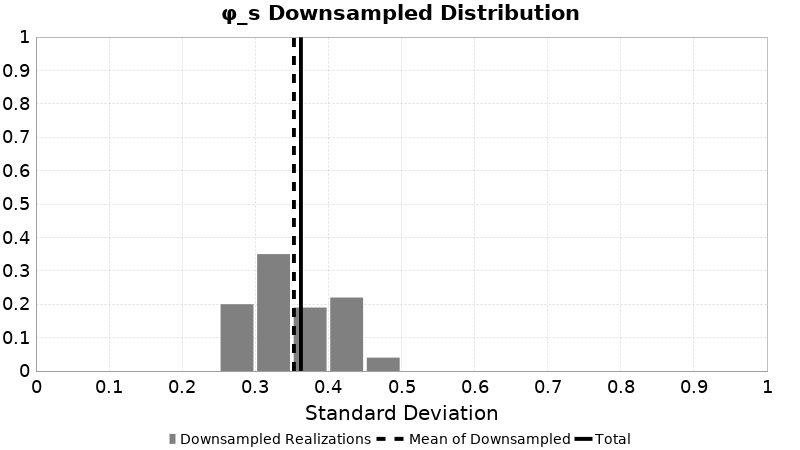 φ_s Downsampled Distribution
1
0.9
0.8
0.7
0.6
0.5
0.4
0.3
0.2
0.1
0
0 0.1 0.2 0.3 0.4 0.5 0.6 0.7 0.8 0.9 1
Standard Deviation
Downsampled Realizations Mean of Downsampled Total